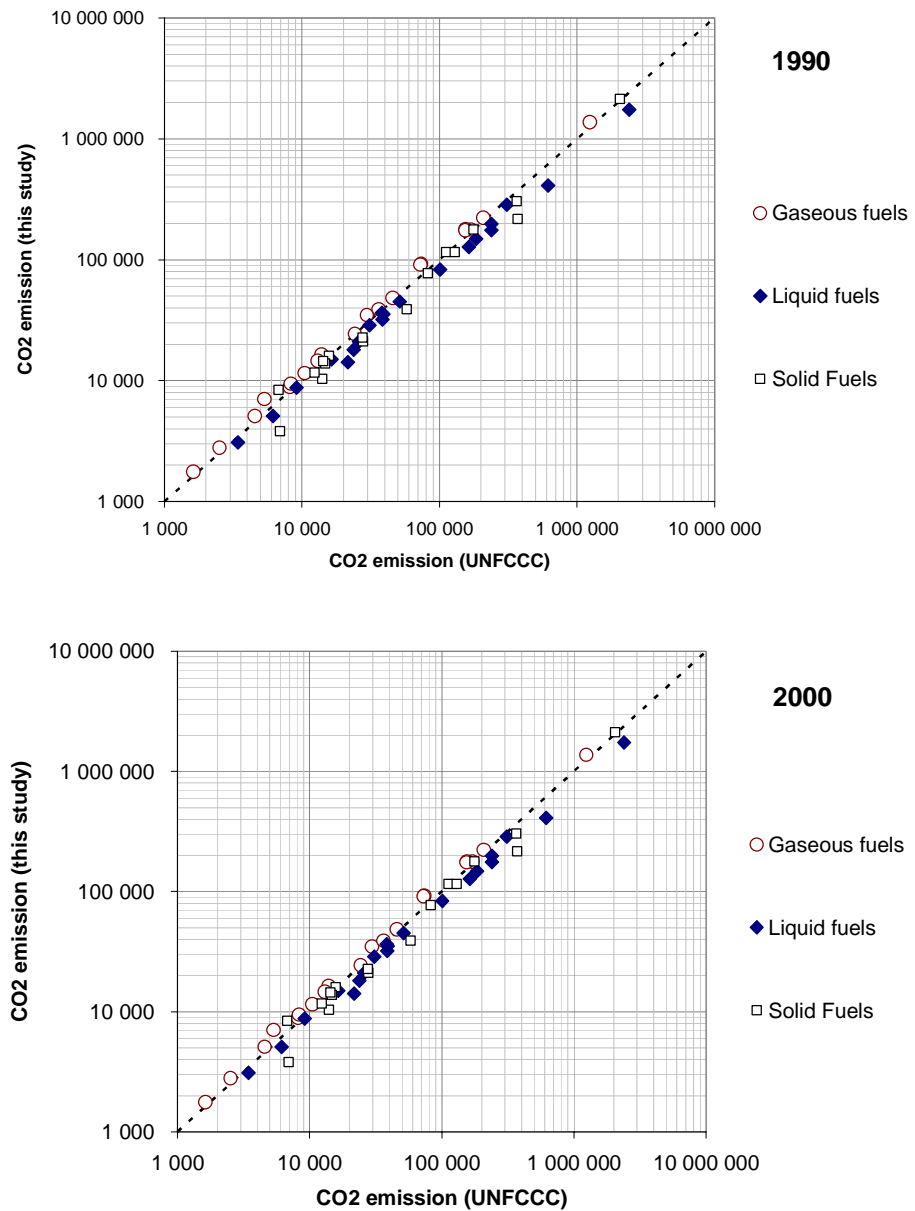 10 000 000
1990
1 000 000
Gaseous fuels
CO2 emission (this study)
100 000
Liquid fuels
10 000
Solid Fuels
1 000
1 000 10 000 100 000 1 000 000 10 000 000
CO2 emission (UNFCCC)
10 000 000
2000
1 000 000
Gaseous fuels
CO2 emission (this study)
100 000
Liquid fuels
10 000
Solid Fuels
1 000
1 000 10 000 100 000 1 000 000 10 000 000
CO2 emission (UNFCCC)